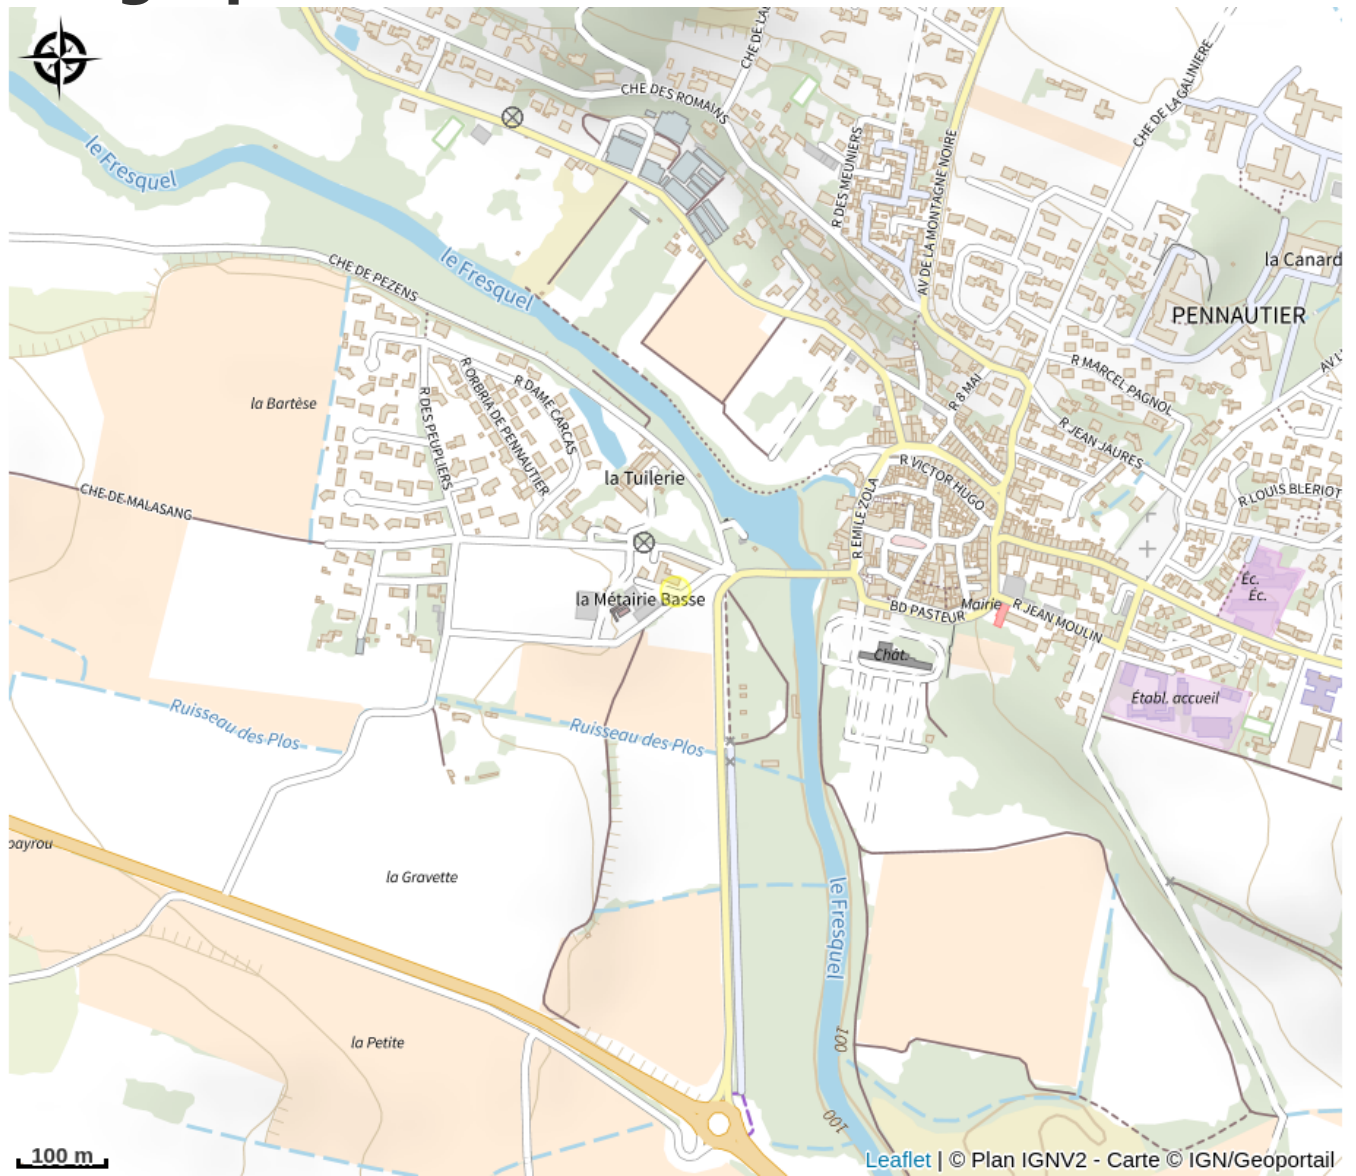 CHE DE LA GALINIERE
CHE DES ROMAINS
le Fresquel
R DES MEUNIERS
AV DE LA MONTAGNE NOIRE
la Canard
CHE DE PEZENS
le Fresquel
PENNAUTIER
R MARCEL PAGNOL
R 8 MAI
R ORBRIA DE PENNAUTIER
R DAME CARCAS
R DES PEUPLIERS
la Bartèse
R JEAN JAURES
R VICTOR HUGO
la Tuilerie
R LOUIS BLERIOT
CHE DE MALASANG
R EMILE ZOLA
Éc.
Éc.
la Métairie Basse
BD PASTEUR
Mairie
R JEAN MOULIN
Chât.
Établ. accueil
Ruisseau des Plos
Ruisseau des Plos
payrou
la Gravette
le Fresquel
la Petite
100
100
100 m
Leaflet | © Plan IGNV2 - Carte © IGN/Geoportail